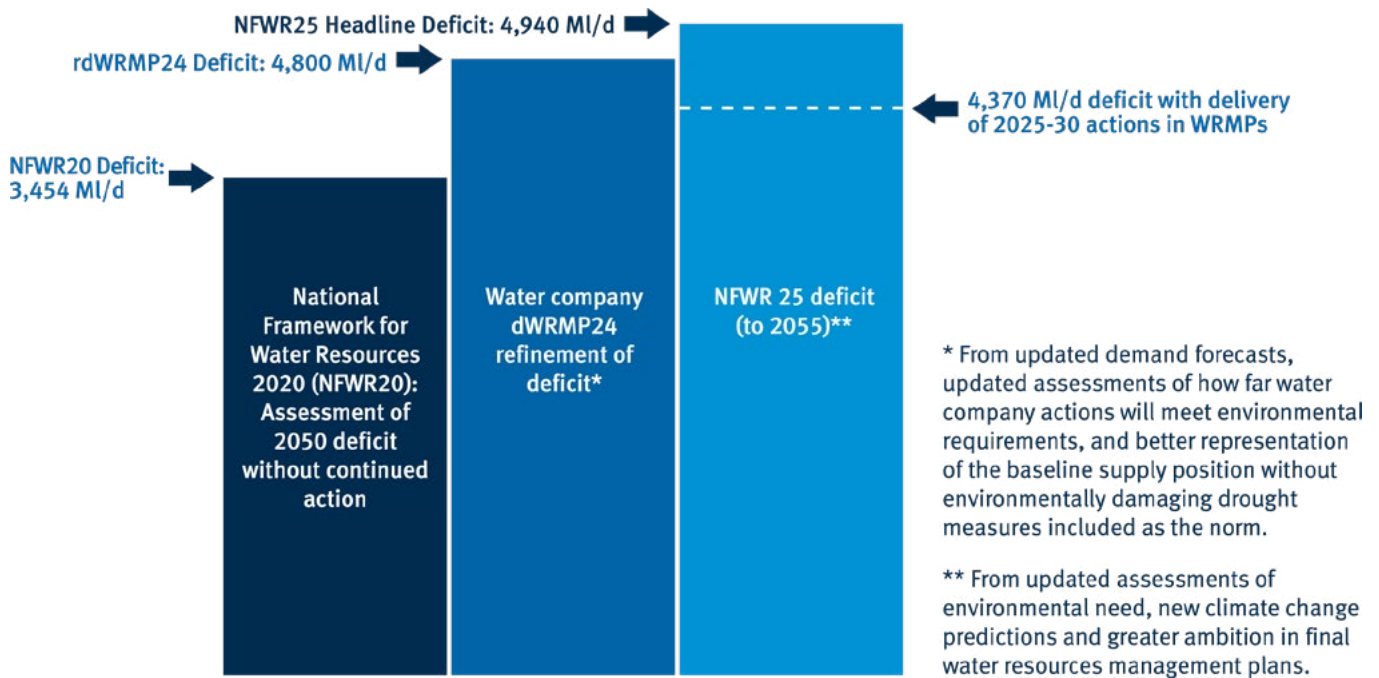 NFWR25 Headline Deficit: 4,940 Ml/d
rdWRMP24 Deficit: 4,800 Ml/d
4,370 Ml/d deficit with delivery
of 2025-30 actions in WRMPs
NFWR20 Deficit:
3,454 Ml/d
National
Framework for
Water Resources
2020 (NFWR20):
Assessment of
2050 deficit
without continued
action
Water company
dWRMP24
refinement of
deficit*
NFWR 25 deficit
(to 2055)**
* From updated demand forecasts,
updated assessments of how far water
company actions will meet environmental
requirements, and better representation
of the baseline supply position without
environmentally damaging drought
measures included as the norm.
** From updated assessments of
environmental need, new climate change
predictions and greater ambition in final
water resources management plans.